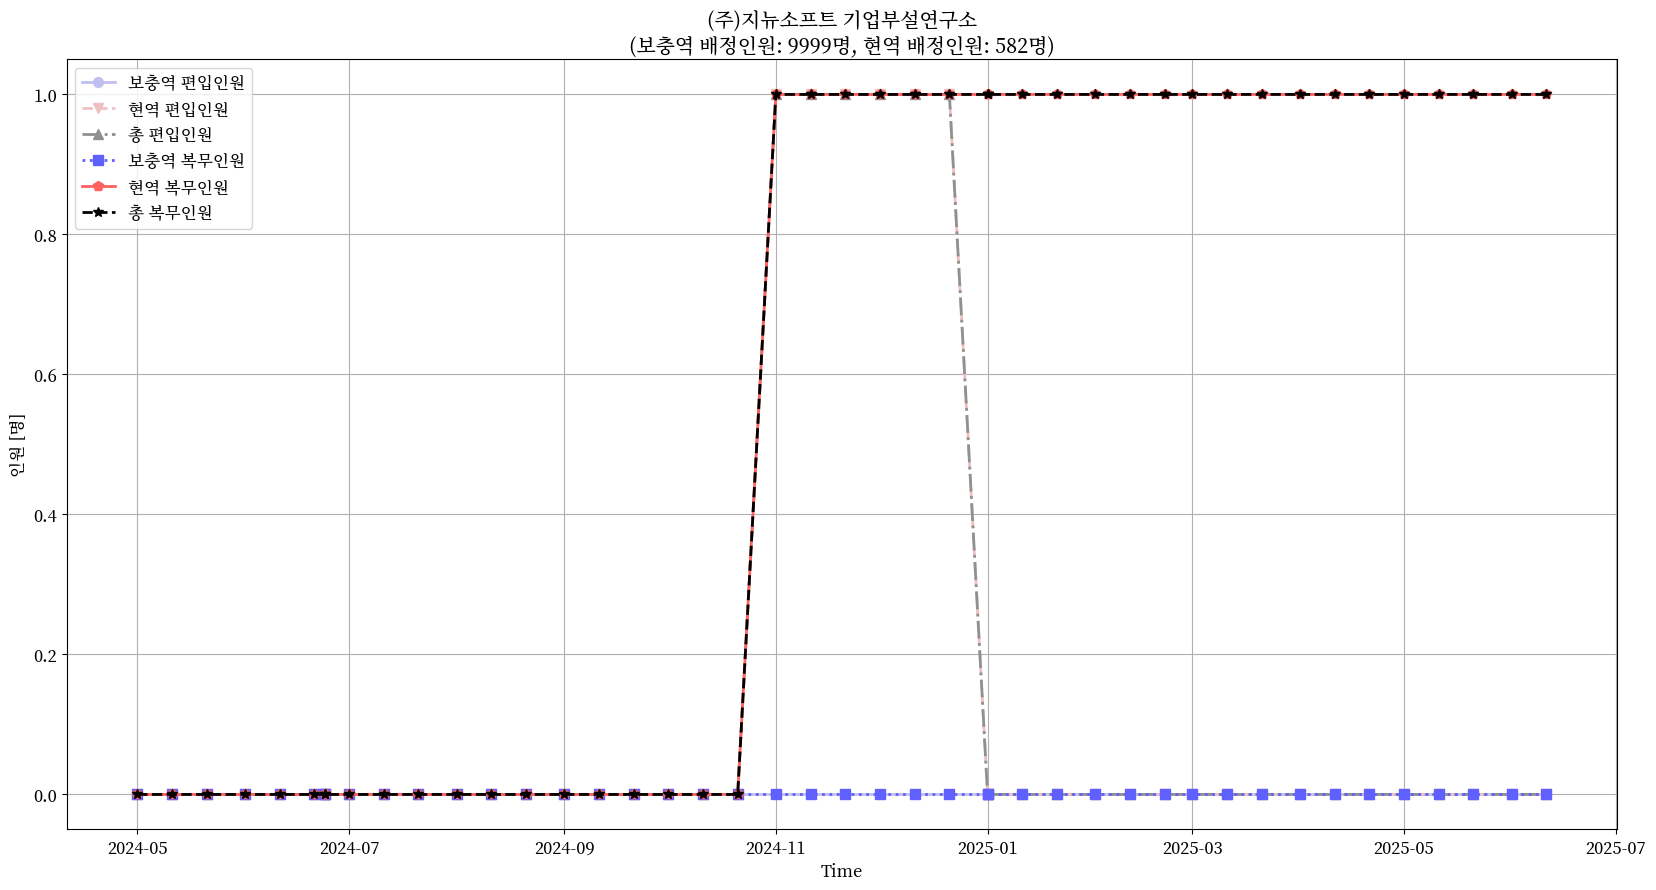 (주)지뉴소프트 기업부설연구소
(보충역 배정인원: 9999명, 현역 배정인원: 582명)
보충역 편입인원
현역 편입인원
총 편입인원
보충역 복무인원
현역 복무인원
총 복무인원
1.0
0.8
0.6
0.4
0.2
0.0
인원 [명]
2024-05 2024-07 2024-09 2024-11 2025-01 2025-03 2025-05 2025-07
Time